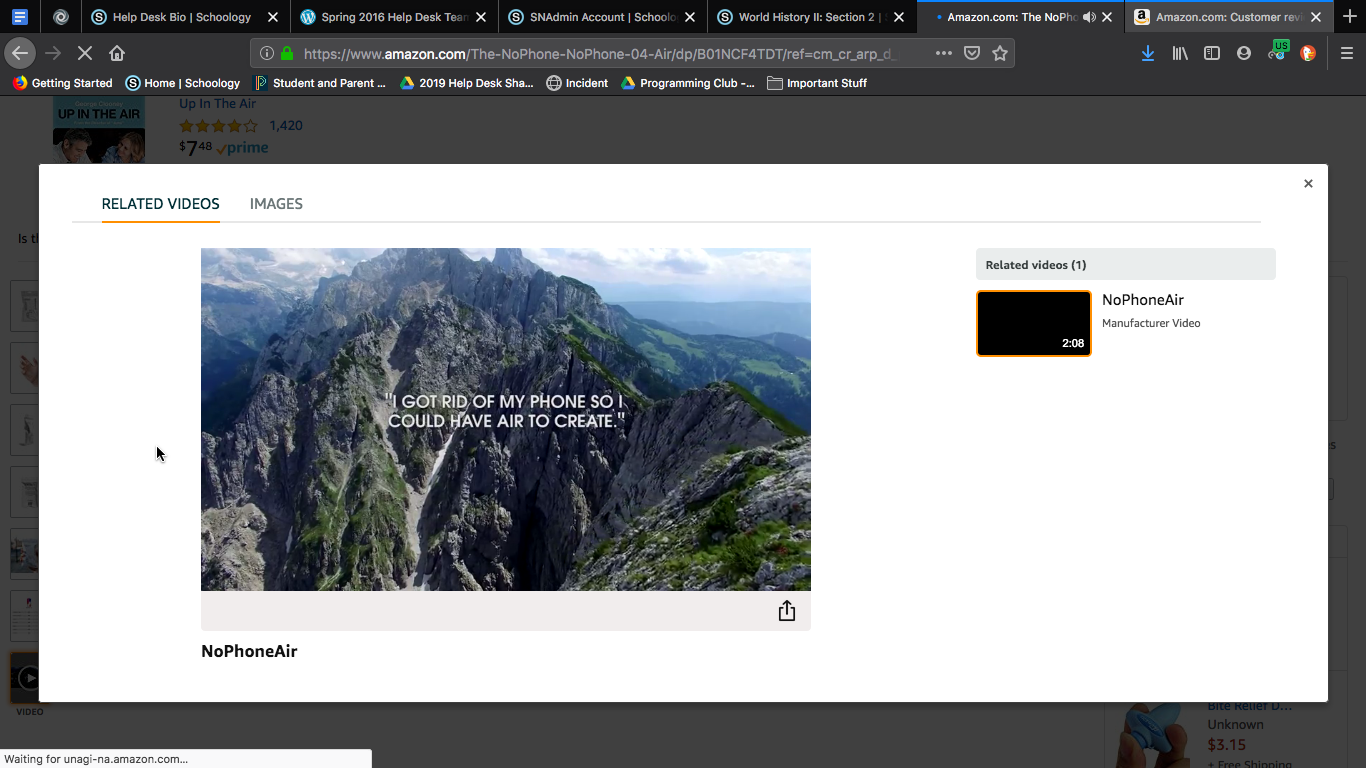 Help Desk Bio | Schoology
Spring 2016 Help Desk Tear
SNAdmin Account | Schoolo
World History II: Section 2 |
Amazon.com: The NoPho
Amazon.com: Customer revi
US
https://www.amazon.com/The-NoPhone-NoPhone-04-Air/dp/B01NCF4TDT/ref=cm_cr_arp_d_
Getting Started
Home | Schoology
Student and Parent ...
2019 Help Desk Sha...
Incident
Programming Club -...
Important Stuff
George Clooney
UP IN THE AIR
Up In The Air
1,420
$7 48 prime
Is th
RELATED VIDEOS
IMAGES
"I GOT RID OF MY PHONE SO I
COULD HAVE AIR TO CREATE."
Related videos (1)
NoPhoneAir
Manufacturer Video
2:08
NoPhoneAir
VIDEO
Bite Relief D...
Unknown
$3.15
+ Free Shipping
Waiting for unagi-na.amazon.com...